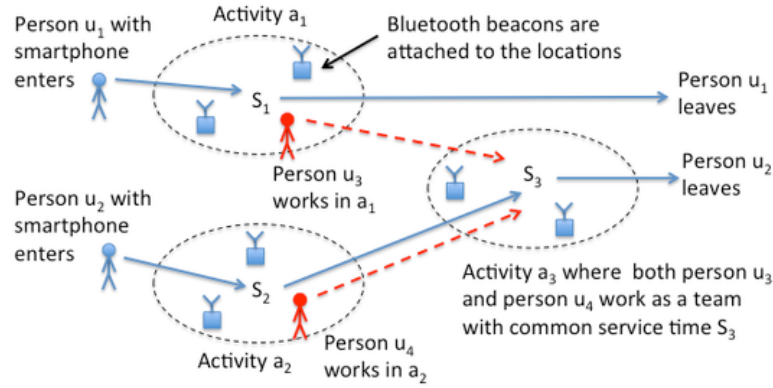 Activity a₁
Person u₁ with
smartphone
enters
Bluetooth beacons are
attached to the locations
S₁
Person u₁
leaves
Person u₃
works in a₁
Person u₂
leaves
S₃
Person u₂ with
smartphone
enters
S₂
Activity a₃ where both person u₃
and person u₄ work as a team
with common service time S₃
Person u₄
works in a₂
Activity a₂